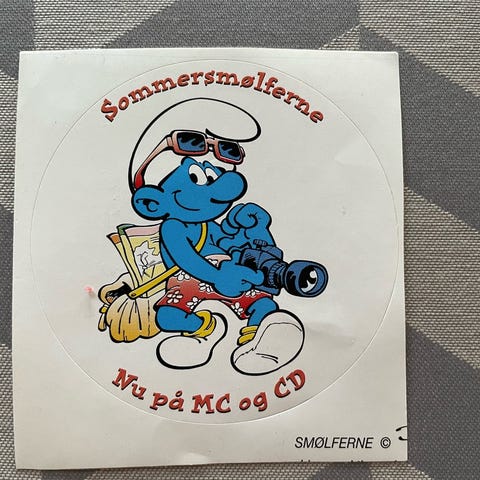 Sommersmølferne
Nu på MC og CD
SMØLFERNE ©